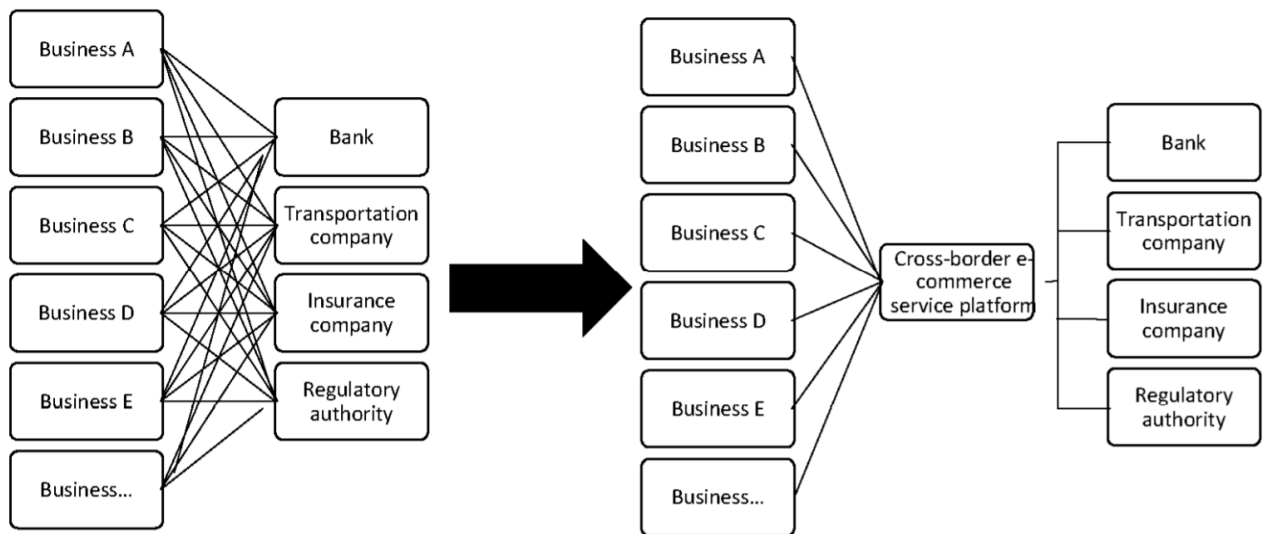 Business A
Business B
Business C
Business D
Business E
Business...
Bank
Transportation
company
Insurance
company
Regulatory
authority
Business A
Business B
Business C
Business D
Business E
Business...
Cross-border e-
commerce
service platform
Bank
Transportation
company
Insurance
company
Regulatory
authority